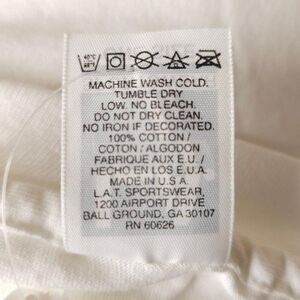 MACHINE WASH COLD.
TUMBLE DRY
LOW. NO BLEACH.
DO NOT DRY CLEAN.
NO IRON IF DECORATED.
100% COTTON /
COTON / ALGODON
FABRIQUE AUX E.U. /
HECHO EN LOS E.U.A.
MADE IN U.S.A.
L.A.T. SPORTSWEAR,
1200 AIRPORT DRIVE
BALL GROUND, GA 30107
RN 60626